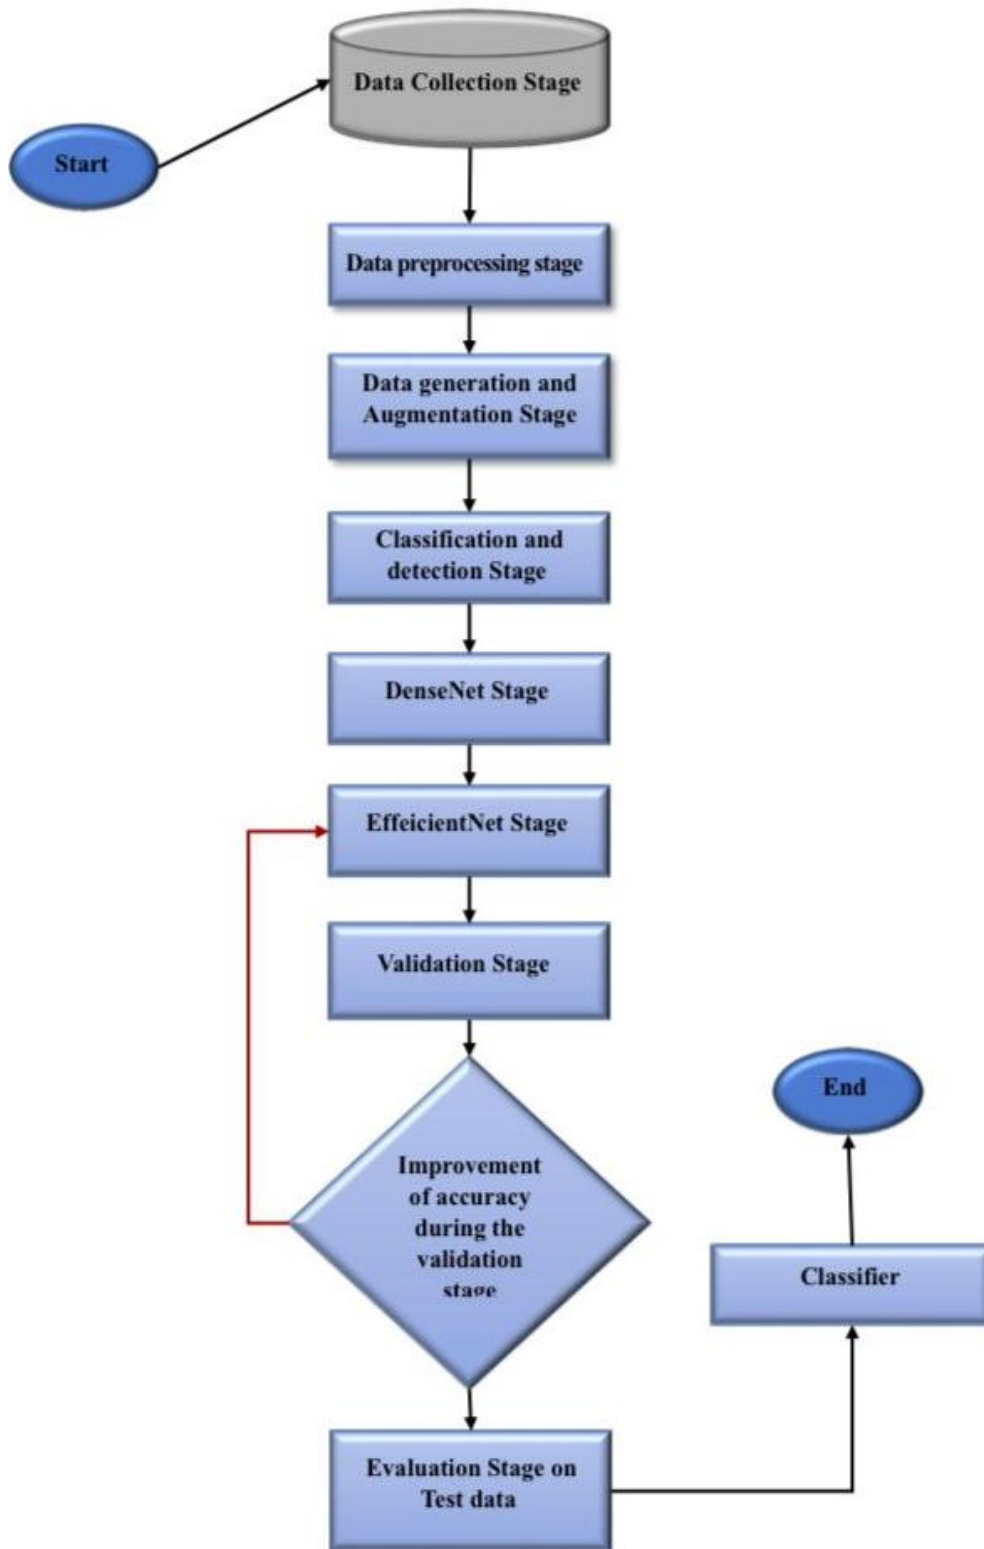 Data Collection Stage
Start
Data preprocessing stage
Data generation and
Augmentation Stage
Classification and
detection Stage
DenseNet Stage
EffeicientNet Stage
Validation Stage
Improvement
of accuracy
during the
validation
stage
End
Classifier
Evaluation Stage on
Test data